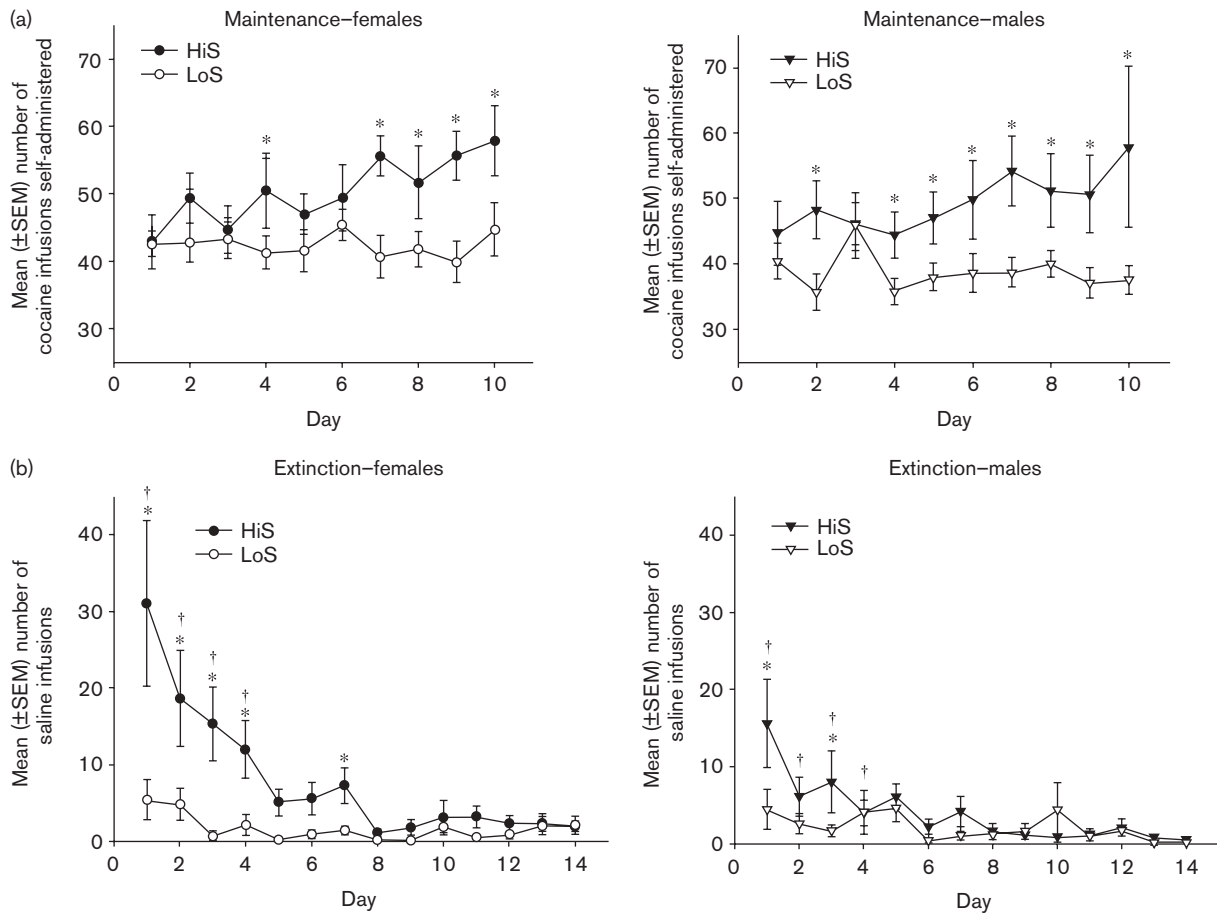 (a)
Maintenance–females
HiS
LoS
Mean (±SEM) number of
cocaine infusions self-administered
70
60
50
40
30
*
*
*
*
*
0
2
4
6
8
10
Day
Maintenance–males
HiS
LoS
Mean (±SEM) number of
cocaine infusions self-administered
70
60
50
40
30
*
*
*
*
*
*
*
*
0
2
4
6
8
10
Day
(b)
Extinction–females
HiS
LoS
Mean (±SEM) number of
saline infusions
40
30
20
10
0
†
*
†
*
†
*
†
*
*
0
2
4
6
8
10
12
14
Day
Extinction–males
HiS
LoS
Mean (±SEM) number of
saline infusions
40
30
20
10
0
†
*
†
†
*
†
0
2
4
6
8
10
12
14
Day